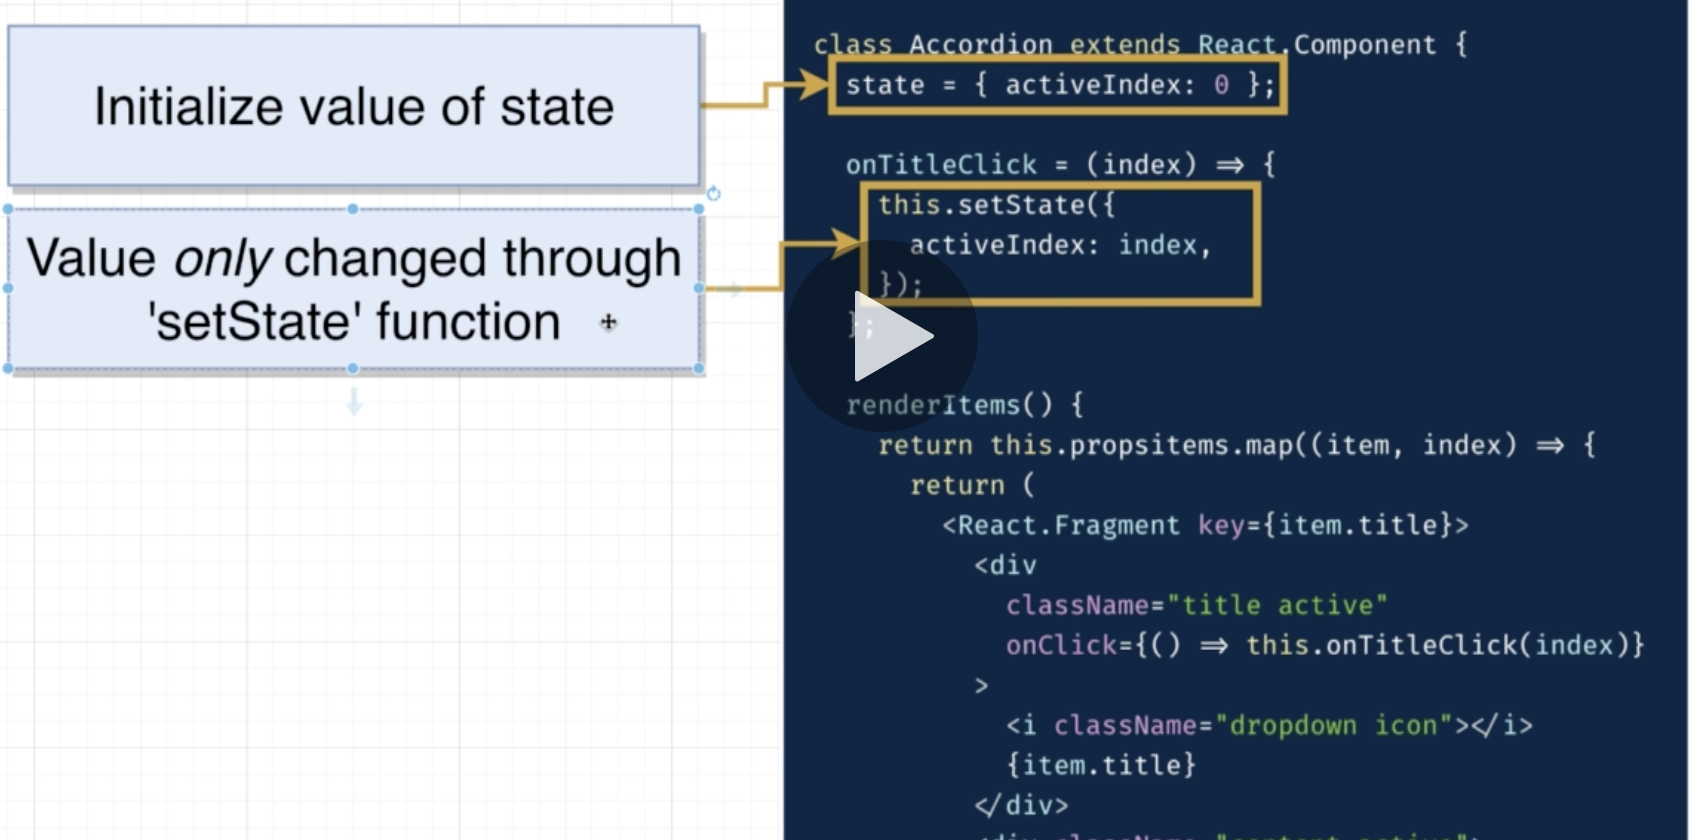 Initialize value of state
Value only changed through
'setState' function
class Accordion extends React.Component {
state = { activeIndex: 0 };
onTitleClick = (index) => {
this.setState({
activeIndex: index,
});
};
renderItems() {
return this.propsitems.map((item, index) => {
return (
<React.Fragment key={item.title}>
<div
className="title active"
onClick={() => this.onTitleClick(index)}
>
<i className="dropdown icon"></i>
{item.title}
</div>